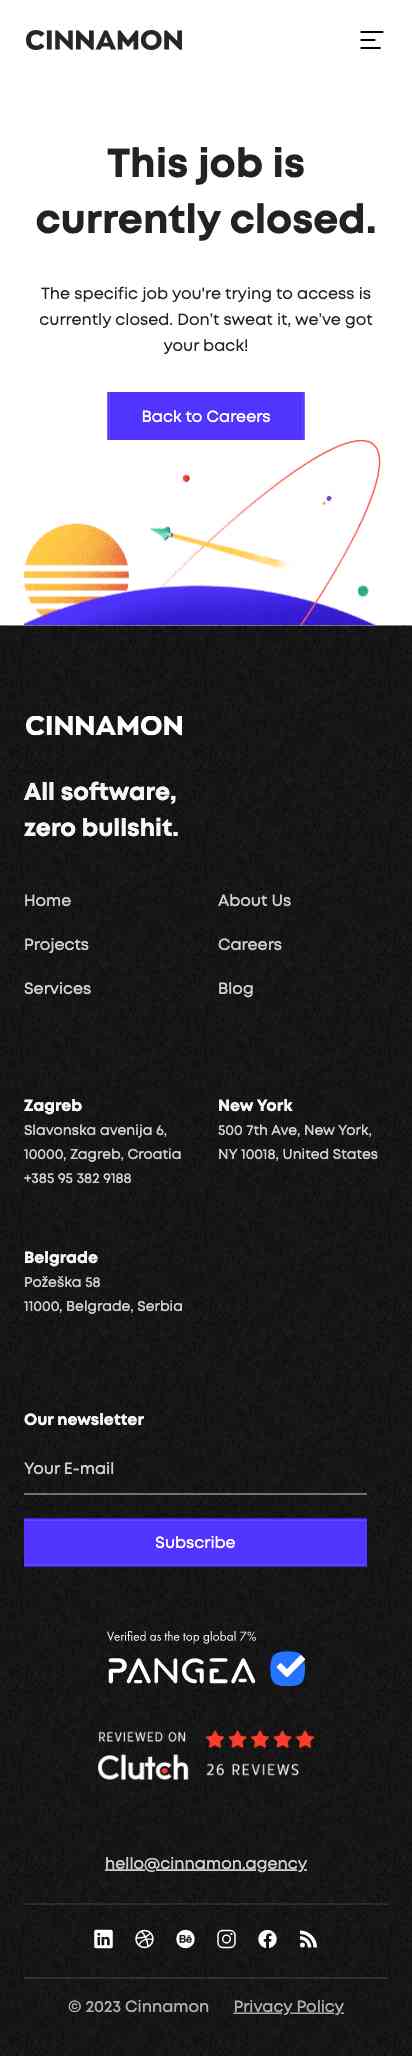 CINNAMON
This job is
currently closed.
The specific job you're trying to access is
currently closed. Don't sweat it, we've got
your back!
Back to Careers
CINNAMON
All software,
zero bullshit.
Home
About Us
Projects
Careers
Services
Blog
Zagreb
Slavonska avenija 6,
10000, Zagreb, Croatia
+385 95 382 9188
New York
500 7th Ave, New York,
NY 10018, United States
Belgrade
Požeška 58
11000, Belgrade, Serbia
Our newsletter
Your E-mail
Subscribe
Verified as the top global 7%
PANGEA
REVIEWED ON
Clutch
26 REVIEWS
hello@cinnamon.agency
in
Bē
© 2023 Cinnamon
Privacy Policy